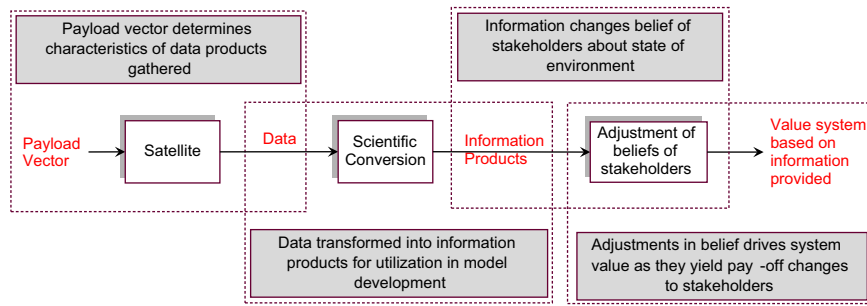 Payload vector determines
characteristics of data products
gathered
Information changes belief of
stakeholders about state of
environment
Payload
Vector
Satellite
Data
Scientific
Conversion
Information
Products
Adjustment of
beliefs of
stakeholders
Value system
based on
information
provided
Data transformed into information
products for utilization in model
development
Adjustments in belief drives system
value as they yield pay -off changes
to stakeholders